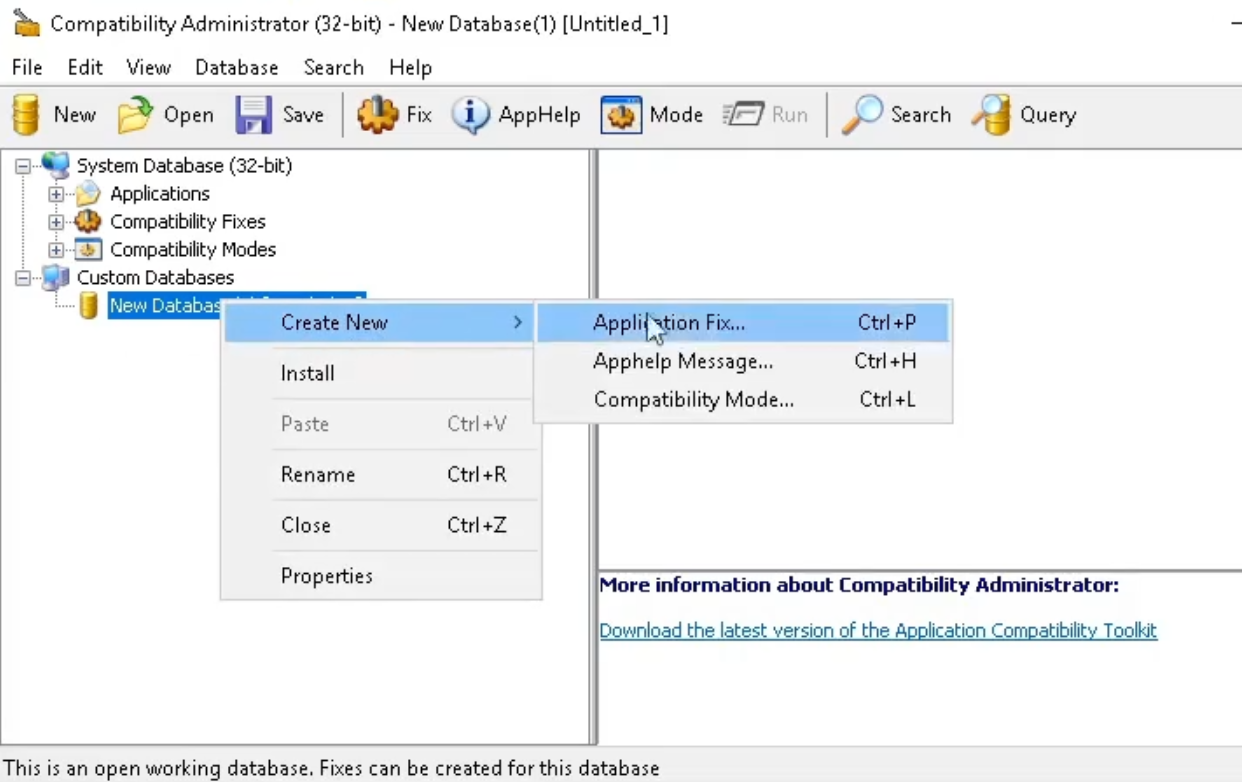 Compatibility Administrator (32-bit) - New Database(1) [Untitled_1]
File Edit View Database Search Help
New Open Save Fix AppHelp Mode Run Search Query
System Database (32-bit)
Applications
Compatibility Fixes
Compatibility Modes
Custom Databases
New Databas
Create New
Install
Paste Ctrl+V
Rename Ctrl+R
Close Ctrl+Z
Properties
Application Fix... Ctrl+P
Apphelp Message... Ctrl+H
Compatibility Mode... Ctrl+L
More information about Compatibility Administrator:
Download the latest version of the Application Compatibility Toolkit
This is an open working database. Fixes can be created for this database